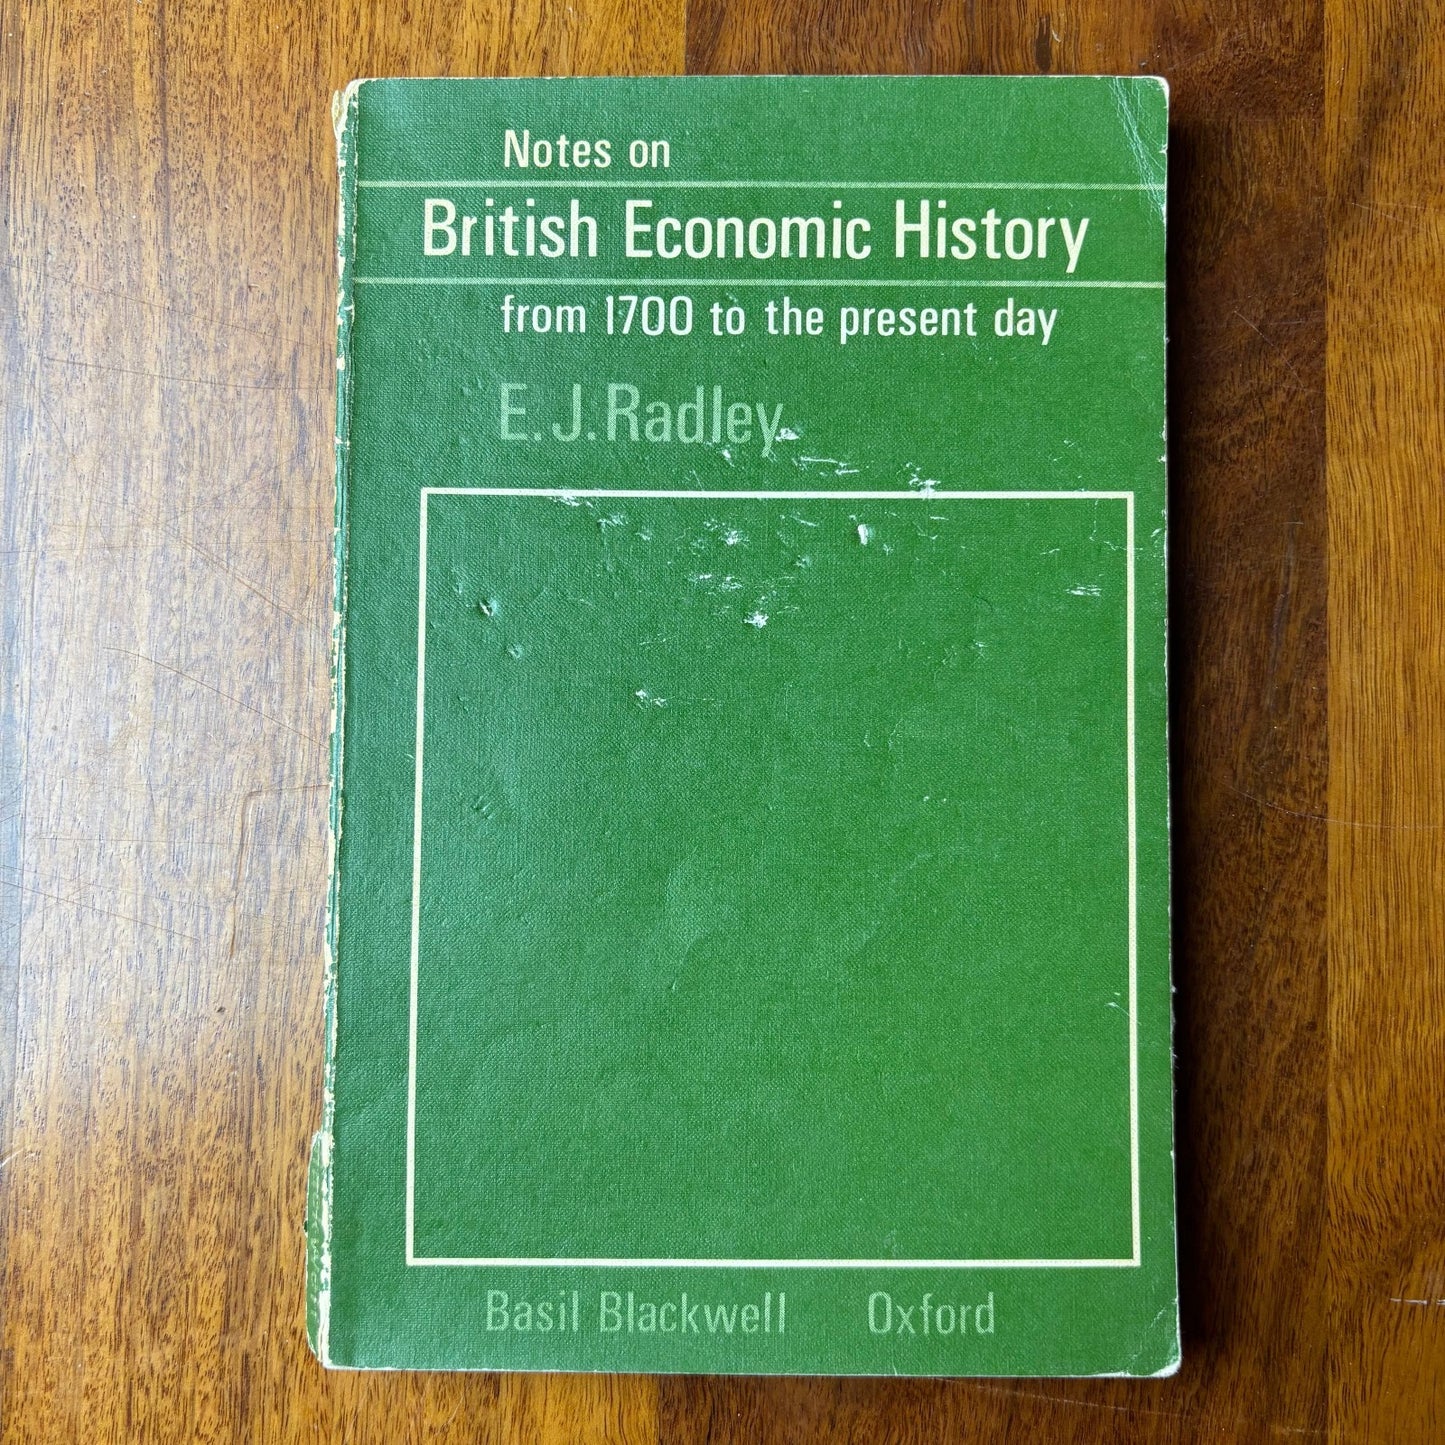 Notes on
British Economic History
from 1700 to the present day
E. J. Radley
Basil Blackwell Oxford